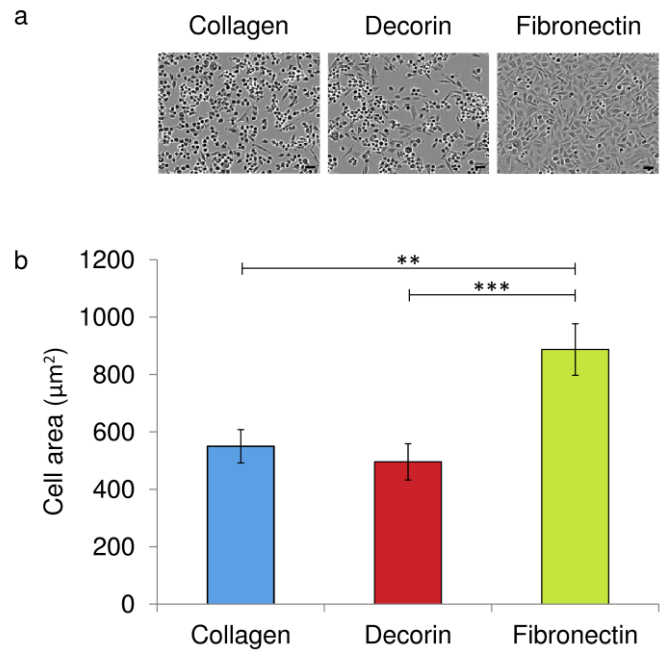 a
Collagen Decorin Fibronectin
b
Cell area (µm²)
1200
1000
800
600
400
200
0
**
***
Collagen Decorin Fibronectin